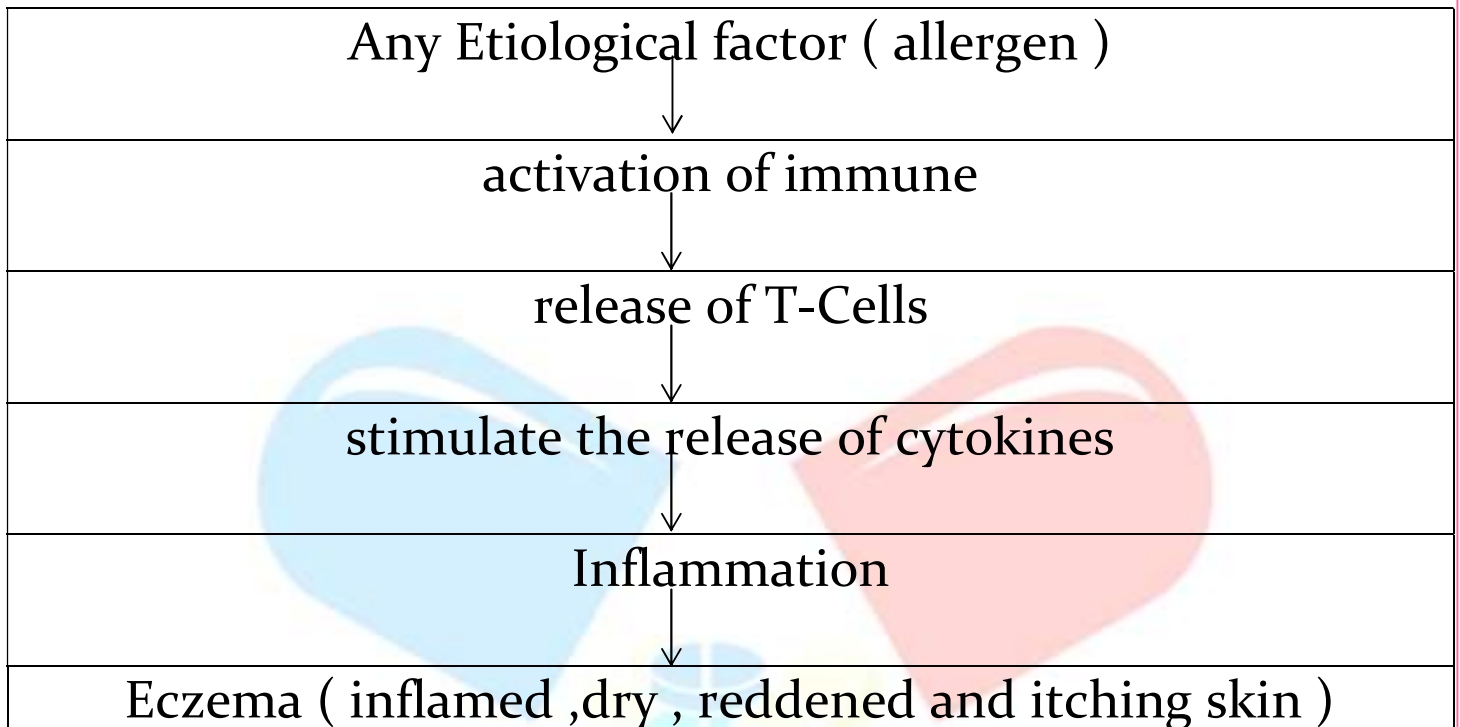 Any Etiological factor ( allergen )
activation of immune
release of T-Cells
stimulate the release of cytokines
Inflammation
Eczema ( inflamed ,dry , reddened and itching skin )